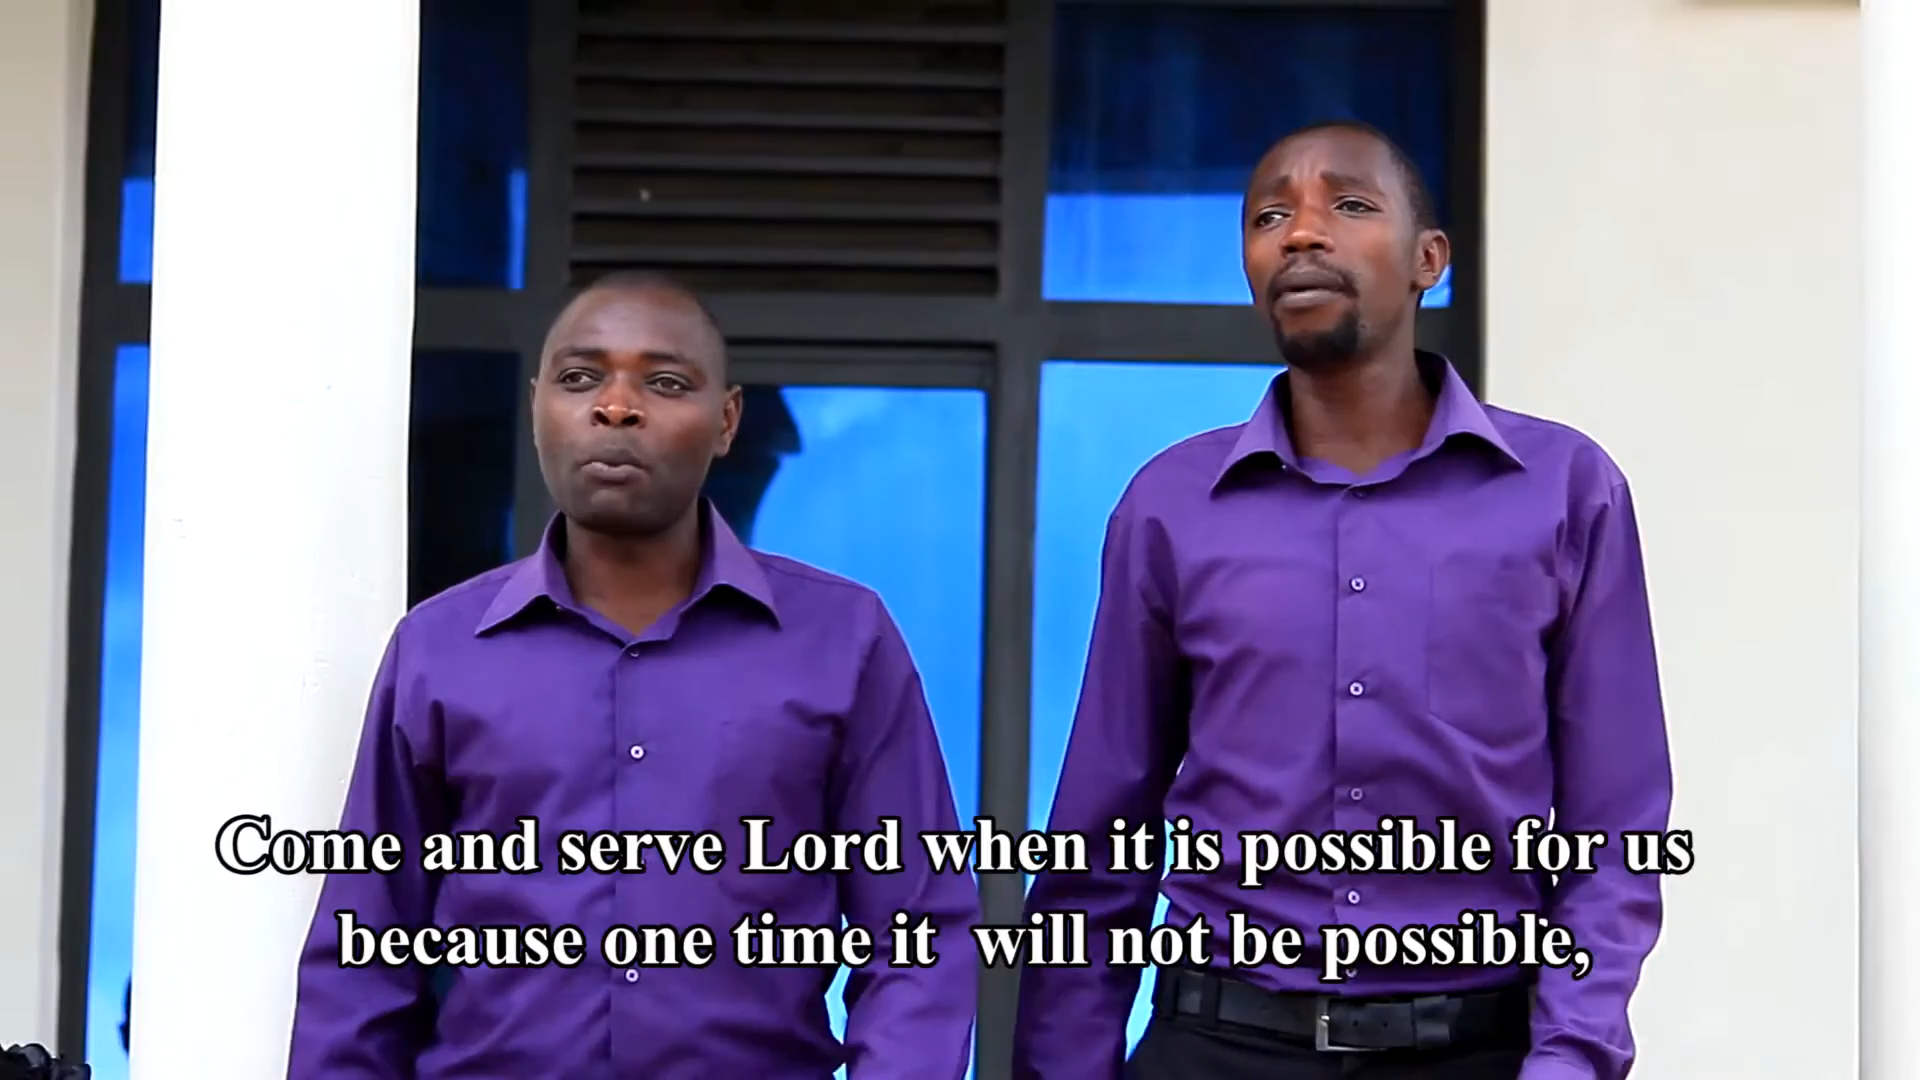 Come and serve Lord when it is possible for us
because one time it will not be possible,